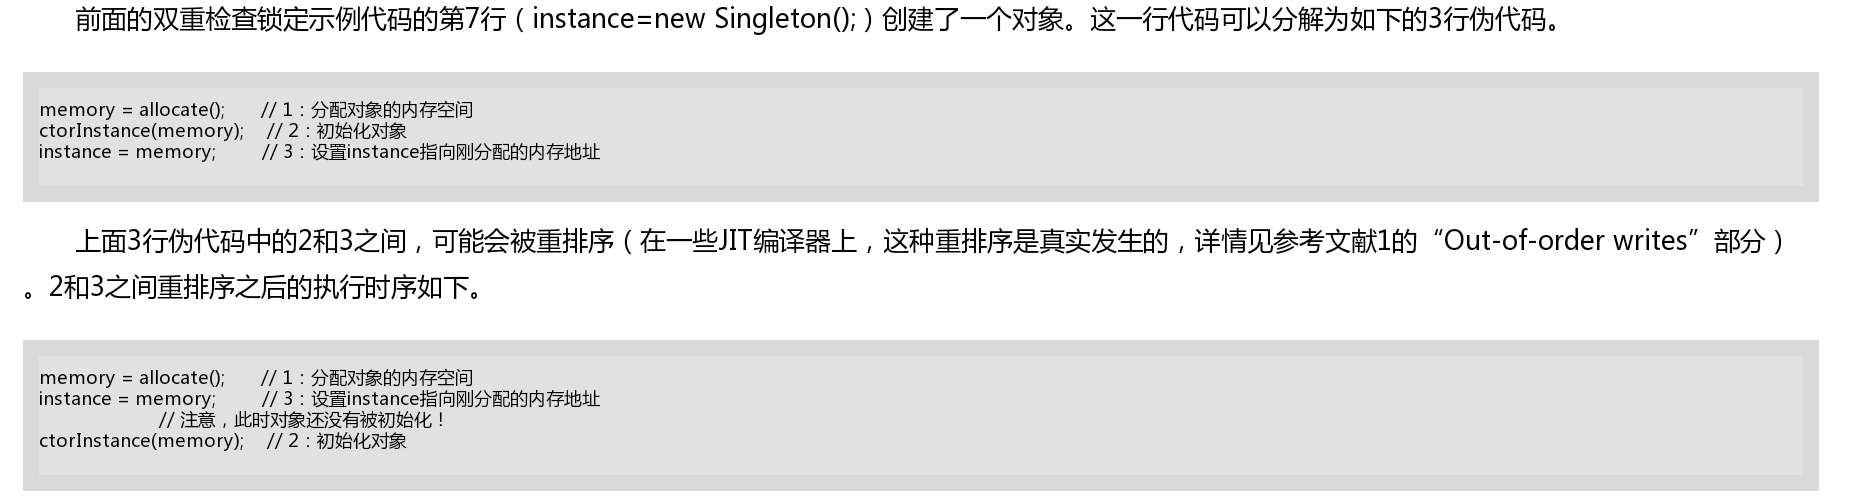 前面的双重检查锁定示例代码的第7行（instance=new Singleton();）创建了一个对象。这一行代码可以分解为如下的3行伪代码。
memory = allocate();　　// 1：分配对象的内存空间
ctorInstance(memory);　// 2：初始化对象
instance = memory;　　// 3：设置instance指向刚分配的内存地址
上面3行伪代码中的2和3之间，可能会被重排序（在一些JIT编译器上，这种重排序是真实发生的，详情见参考文献1的“Out-of-order writes”部分）
。2和3之间重排序之后的执行时序如下。
memory = allocate();　　// 1：分配对象的内存空间
instance = memory;　　// 3：设置instance指向刚分配的内存地址
// 注意，此时对象还没有被初始化！
ctorInstance(memory);　// 2：初始化对象